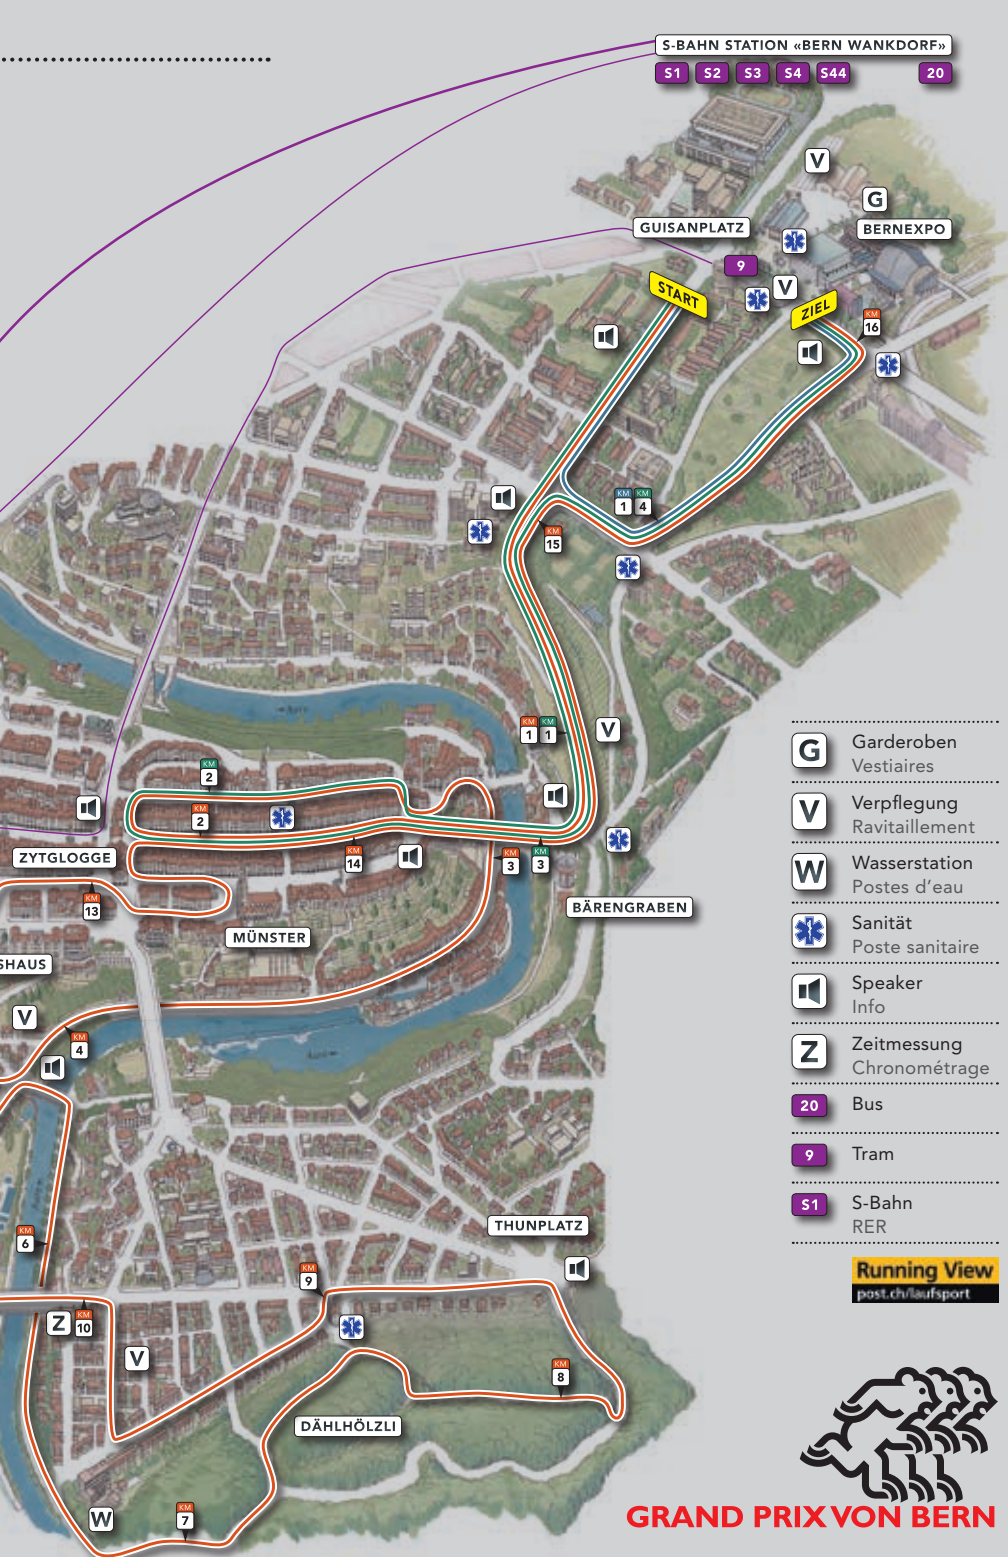 S-BAHN STATION «BERN WANKDORF»
S1 S2 S3 S4 S44 20
V
G
GUISANPLATZ
BERNEXPO
9
V
START
ZIEL
KM
16
KM KM
1 4
KM
15
KM KM
1 1
V
KM
2
KM
2
ZYTGLOGGE
KM
14
KM
3
KM
3
KM
13
BÄRENGRABEN
MÜNSTER
SHAUS
V
KM
4
KM
6
THUNPLATZ
KM
9
Z
KM
10
V
KM
8
DÄHLHÖLZLI
W
KM
7
G Garderoben
Vestiaires
V Verpflegung
Ravitaillement
W Wasserstation
Postes d'eau
Sanität
Poste sanitaire
Speaker
Info
Z Zeitmessung
Chronométrage
20 Bus
9 Tram
S1 S-Bahn
RER
Running View
post.ch/laufsport
GRAND PRIX VON BERN